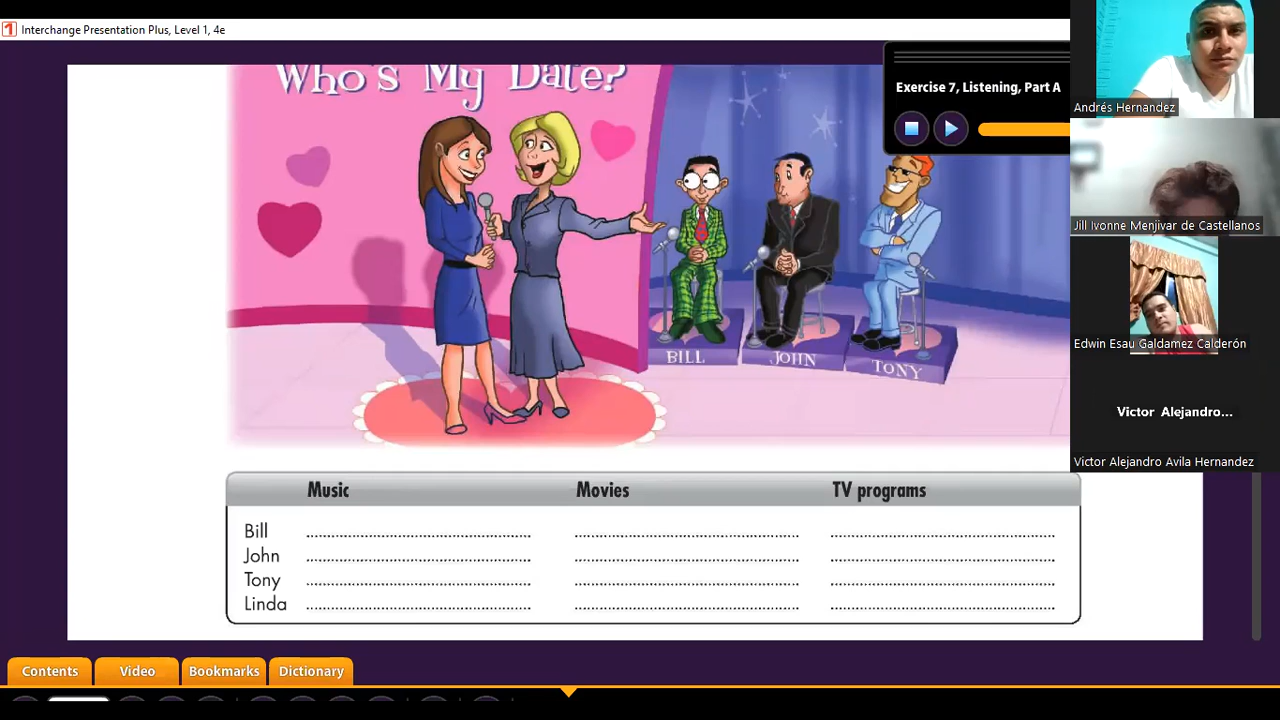 Interchange Presentation Plus, Level 1, 4e
Who's My Date?
Exercise 7, Listening, Part A
BILL
JOHN
TONY
Music Movies TV programs
Bill
John
Tony
Linda
Contents Video Bookmarks Dictionary
Andrés Hernandez
Jill Ivonne Menjivar de Castellanos
Edwin Esau Galdamez Calderón
Victor Alejandro...
Victor Alejandro Avila Hernandez